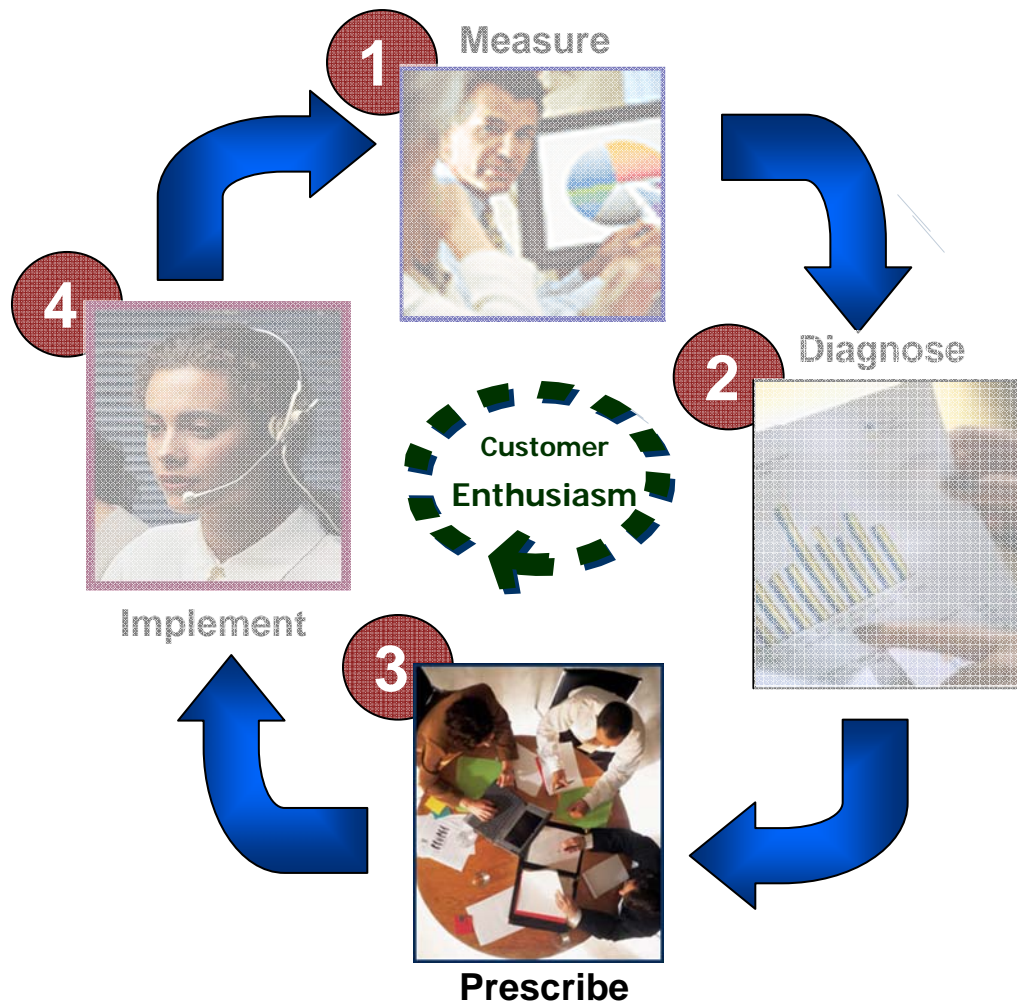 1
Measure
2
Diagnose
3
Prescribe
4
Implement
Customer
Enthusiasm